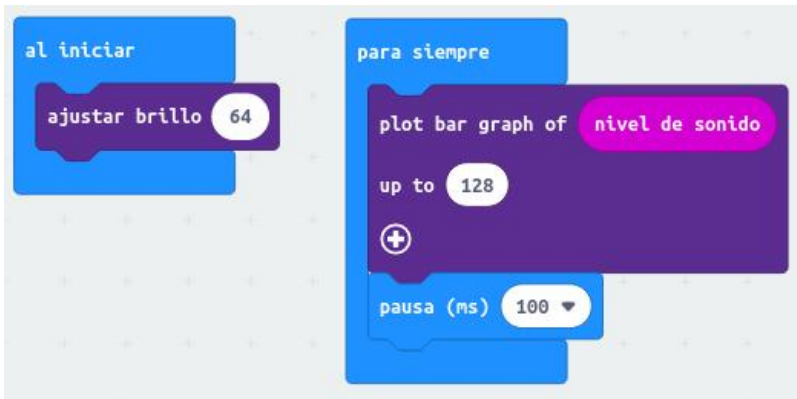 al iniciar
ajustar brillo 64
para siempre
plot bar graph of nivel de sonido
up to 128
pausa (ms) 100